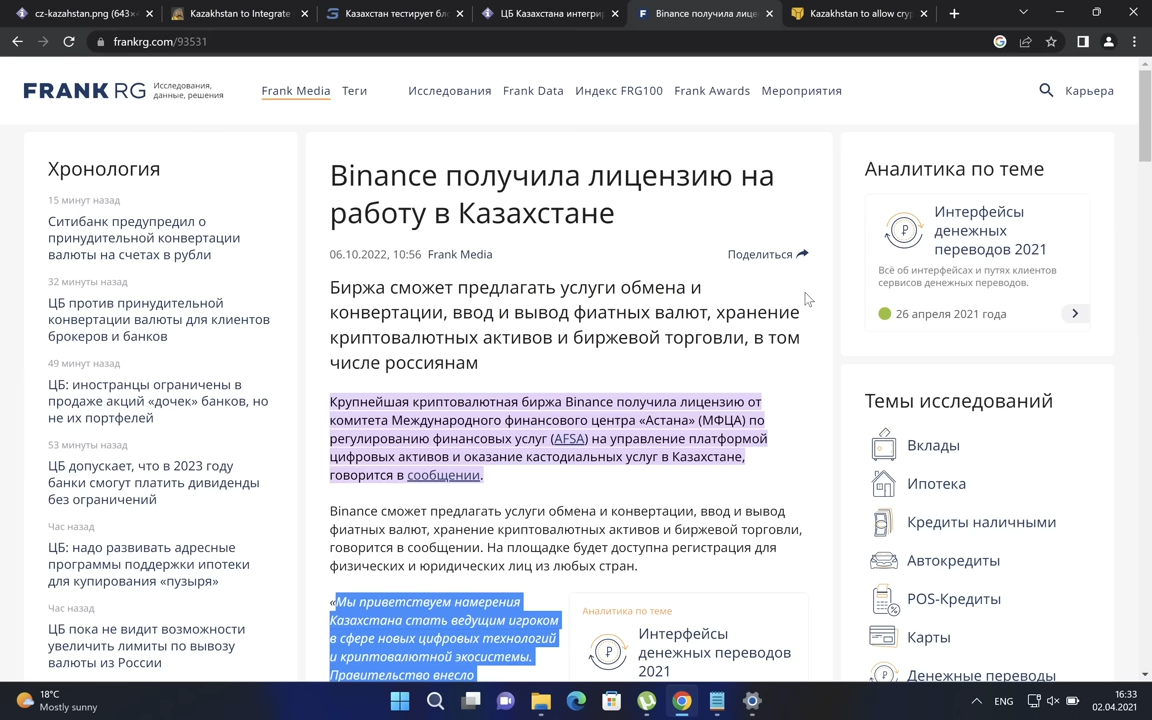 cz-kazahstan.png (643×
Kazakhstan to Integrate
Казахстан тестирует бл
ЦБ Казахстана интегри
Binance получила лице
Kazakhstan to allow cry
frankrg.com/93531
FRANK RG
Исследования,
данные, решения
Frank Media
Теги
Исследования
Frank Data
Индекс FRG100
Frank Awards
Мероприятия
Карьера
Хронология
15 минут назад
Ситибанк предупредил о
принудительной конвертации
валюты на счетах в рубли
32 минуты назад
ЦБ против принудительной
конвертации валюты для клиентов
брокеров и банков
49 минут назад
ЦБ: иностранцы ограничены в
продаже акций «дочек» банков, но
не их портфелей
53 минуты назад
ЦБ допускает, что в 2023 году
банки смогут платить дивиденды
без ограничений
Час назад
ЦБ: надо развивать адресные
программы поддержки ипотеки
для купирования «пузыря»
Час назад
ЦБ пока не видит возможности
увеличить лимиты по вывозу
валюты из России
Binance получила лицензию на
работу в Казахстане
06.10.2022, 10:56 Frank Media
Поделиться
Биржа сможет предлагать услуги обмена и
конвертации, ввод и вывод фиатных валют, хранение
криптовалютных активов и биржевой торговли, в том
числе россиянам
Крупнейшая криптовалютная биржа Binance получила лицензию от
комитета Международного финансового центра «Астана» (МФЦА) по
регулированию финансовых услуг (AFSA) на управление платформой
цифровых активов и оказание кастодиальных услуг в Казахстане,
говорится в сообщении.
Binance сможет предлагать услуги обмена и конвертации, ввод и вывод
фиатных валют, хранение криптовалютных активов и биржевой торговли,
говорится в сообщении. На площадке будет доступна регистрация для
физических и юридических лиц из любых стран.
«Мы приветствуем намерения
Казахстана стать ведущим игроком
в сфере новых цифровых технологий
и криптовалютной экосистемы.
Правительство внесло
Аналитика по теме
Интерфейсы
денежных переводов
2021
Аналитика по теме
Интерфейсы
денежных
переводов 2021
Всё об интерфейсах и путях клиентов
сервисов денежных переводов.
26 апреля 2021 года
Темы исследований
Вклады
Ипотека
Кредиты наличными
Автокредиты
POS-Кредиты
Карты
Денежные переводы
18°C
Mostly sunny
ENG
16:33
02.04.2021